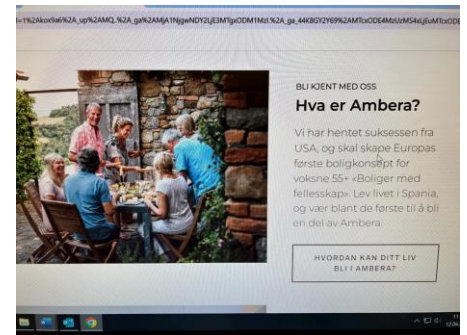 BLI KJENT MED OSS
Hva er Ambera?
Vi har hentet suksessen fra
USA, og skal skape Europas
første boligkonsept for
voksne 55+ «Boliger med
fellesskap». Lev livet i Spania,
og vær blant de første til å bli
en del av Ambera.
HVORDAN KAN DITT LIV
BLI I AMBERA?